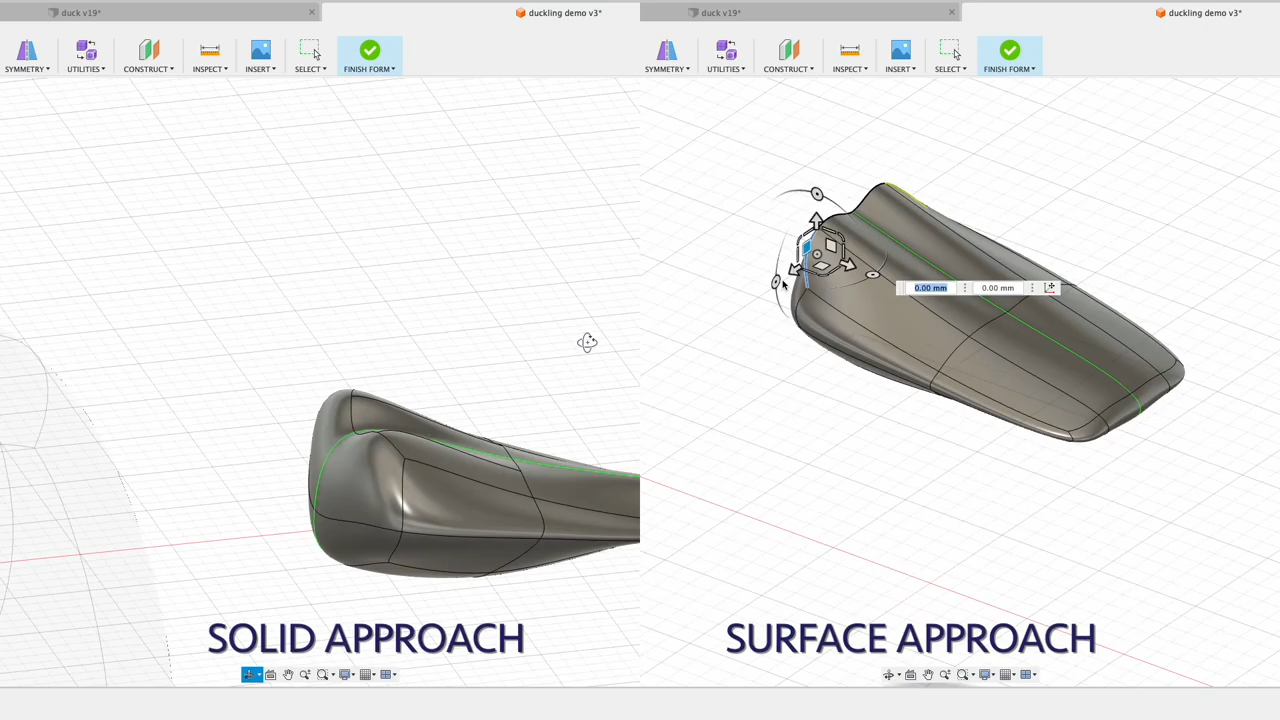 duck v19*
duckling demo v3*
SYMMETRY
UTILITIES
CONSTRUCT
INSPECT
INSERT
SELECT
FINISH FORM
duck v19*
duckling demo v3*
SYMMETRY
UTILITIES
CONSTRUCT
INSPECT
INSERT
SELECT
FINISH FORM
0.00 mm
0.00 mm
SOLID APPROACH
SURFACE APPROACH